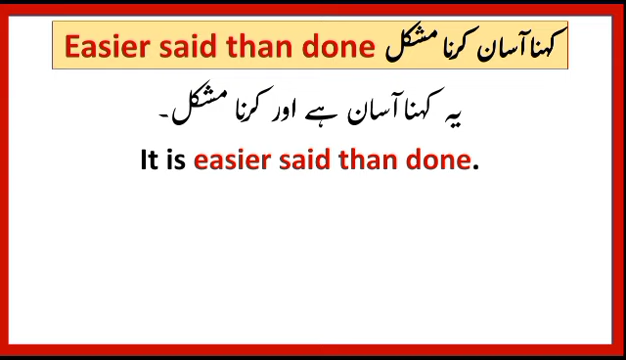 Easier said than done کہنا آسان کرنا مشکل
یہ کہنا آسان ہے اور کرنا مشکل۔
It is easier said than done.